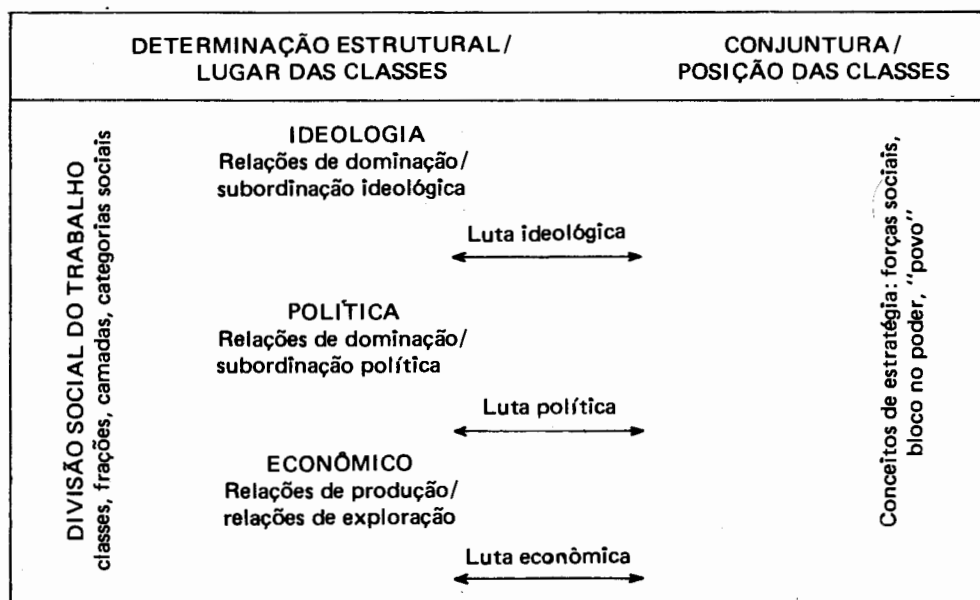 DETERMINAÇÃO ESTRUTURAL/
LUGAR DAS CLASSES
CONJUNTURA/
POSIÇÃO DAS CLASSES
DIVISÃO SOCIAL DO TRABALHO
classes, frações, camadas, categorias sociais
IDEOLOGIA
Relações de dominação/
subordinação ideológica
Luta ideológica
POLÍTICA
Relações de dominação/
subordinação política
Luta política
ECONÔMICO
Relações de produção/
relações de exploração
Luta econômica
Conceitos de estratégia: forças sociais,
bloco no poder, "povo"